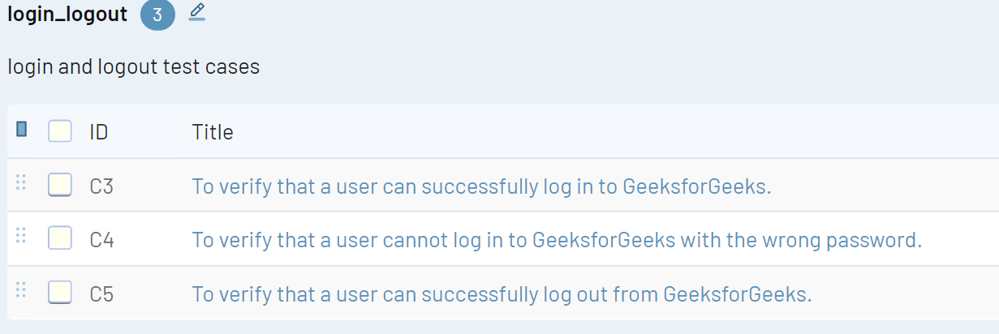 login_logout 3
login and logout test cases
ID Title
C3 To verify that a user can successfully log in to GeeksforGeeks.
C4 To verify that a user cannot log in to GeeksforGeeks with the wrong password.
C5 To verify that a user can successfully log out from GeeksforGeeks.